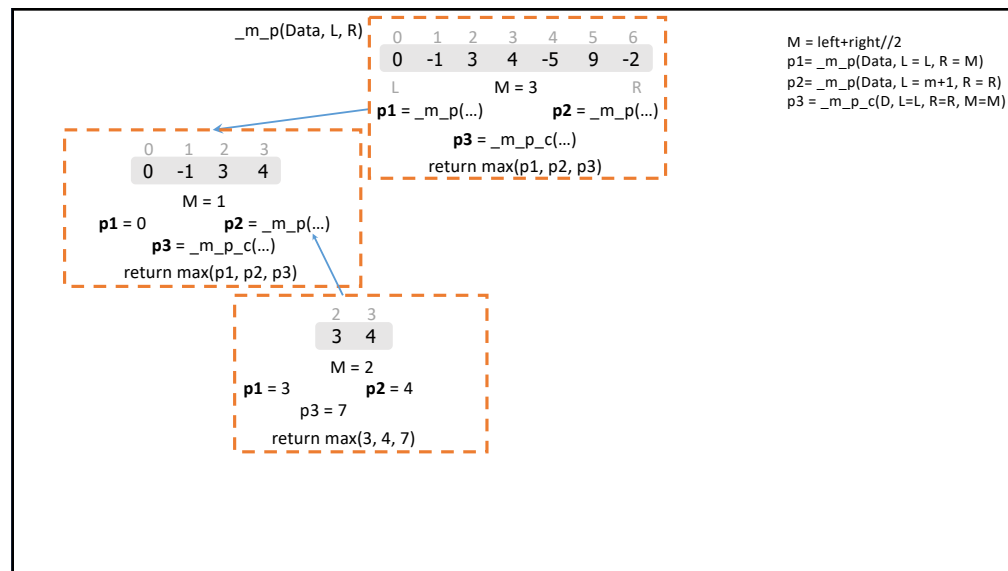 _m_p(Data, L, R)
0 1 2 3 4 5 6
0 -1 3 4 -5 9 -2
L M = 3 R
p1 = _m_p(...) p2 = _m_p(...)
p3 = _m_p_c(...)
return max(p1, p2, p3)
M = left+right//2
p1= _m_p(Data, L = L, R = M)
p2= _m_p(Data, L = m+1, R = R)
p3 = _m_p_c(D, L=L, R=R, M=M)
0 1 2 3
0 -1 3 4
M = 1
p1 = 0 p2 = _m_p(...)
p3 = _m_p_c(...)
return max(p1, p2, p3)
2 3
3 4
M = 2
p1 = 3 p2 = 4
p3 = 7
return max(3, 4, 7)